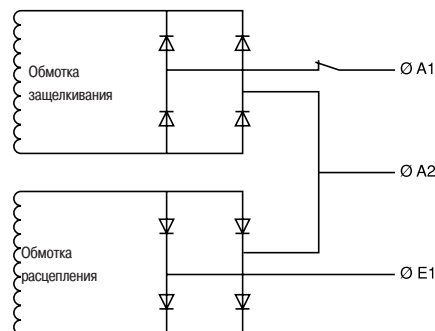 Обмотка
защелкивания
Ø A1
Ø A2
Обмотка
расцепления
Ø E1